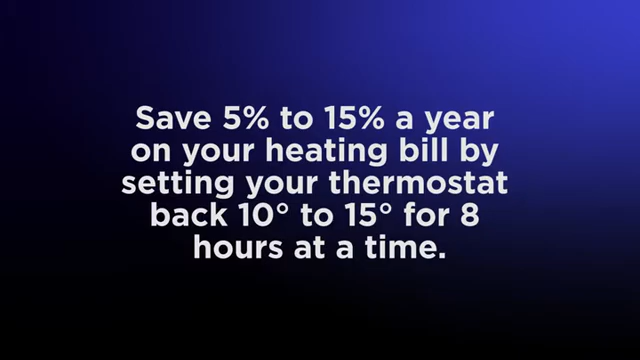 Save 5% to 15% a year
on your heating bill by
setting your thermostat
back 10° to 15° for 8
hours at a time.